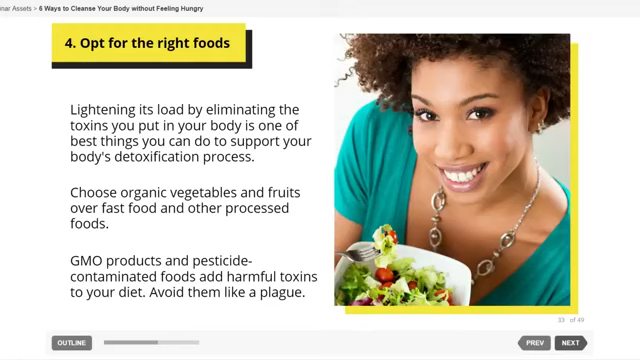 inar Assets > 6 Ways to Cleanse Your Body without Feeling Hungry
4. Opt for the right foods
Lightening its load by eliminating the
toxins you put in your body is one of
best things you can do to support your
body's detoxification process.
Choose organic vegetables and fruits
over fast food and other processed
foods.
GMO products and pesticide-
contaminated foods add harmful toxins
to your diet. Avoid them like a plague.
33 of 49
OUTLINE
PREV
NEXT